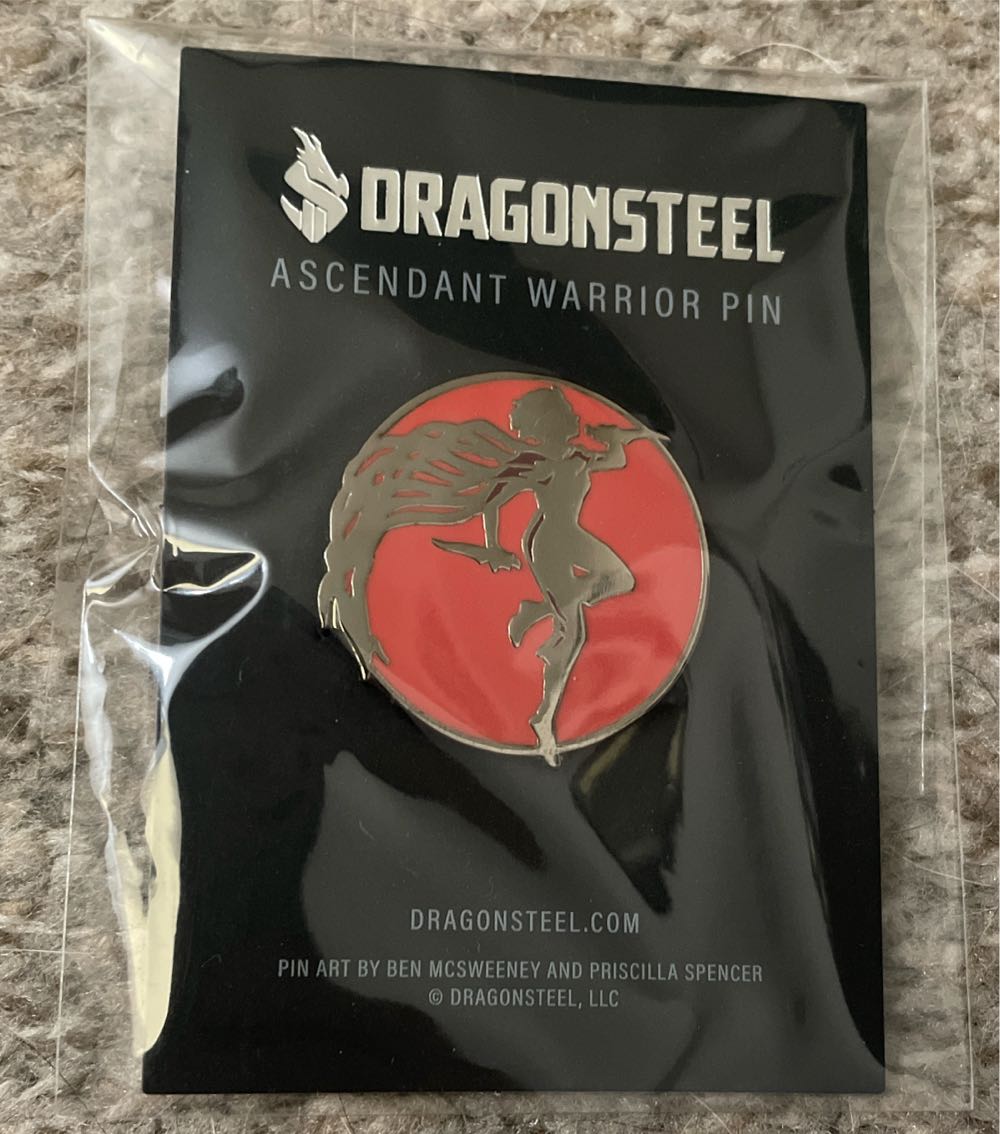 DRAGONSTEEL
ASCENDANT WARRIOR PIN
DRAGONSTEEL.COM
PIN ART BY BEN MCSWEENEY AND PRISCILLA SPENCER
© DRAGONSTEEL, LLC